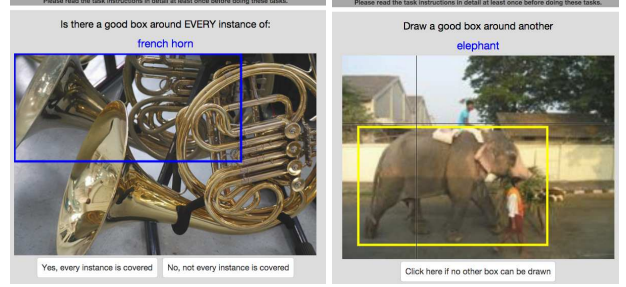 Please read the task instructions in detail at least once before doing these tasks.
Is there a good box around EVERY instance of:
french horn
Yes, every instance is covered
No, not every instance is covered
Please read the task instructions in detail at least once before doing these tasks.
Draw a good box around another
elephant
Click here if no other box can be drawn